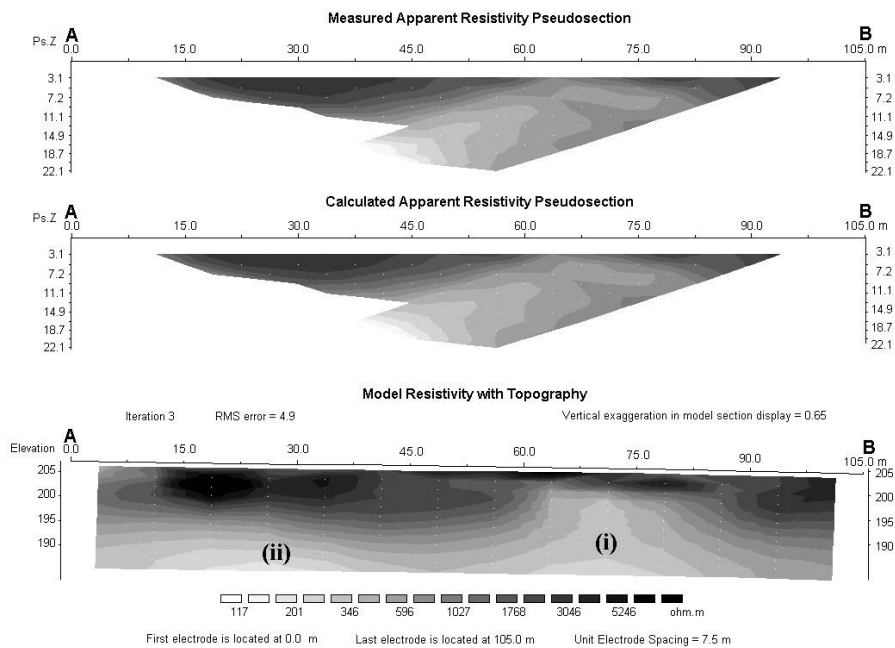 Measured Apparent Resistivity Pseudosection
A B
Ps.Z 0.0 15.0 30.0 45.0 60.0 75.0 90.0 105.0 m
3.1 3.1
7.2 7.2
11.1 11.1
14.9 14.9
18.7 18.7
22.1 22.1
Calculated Apparent Resistivity Pseudosection
A B
Ps.Z 0.0 15.0 30.0 45.0 60.0 75.0 90.0 105.0 m
3.1 3.1
7.2 7.2
11.1 11.1
14.9 14.9
18.7 18.7
22.1 22.1
Model Resistivity with Topography
Iteration 3 RMS error = 4.9 Vertical exaggeration in model section display = 0.65
A B
Elevation 0.0 15.0 30.0 45.0 60.0 75.0 90.0 105.0 m
205 205
200 200
195 195
190 190
(ii) (i)
117 201 346 596 1027 1768 3046 5246 ohm.m
First electrode is located at 0.0 m Last electrode is located at 105.0 m Unit Electrode Spacing = 7.5 m